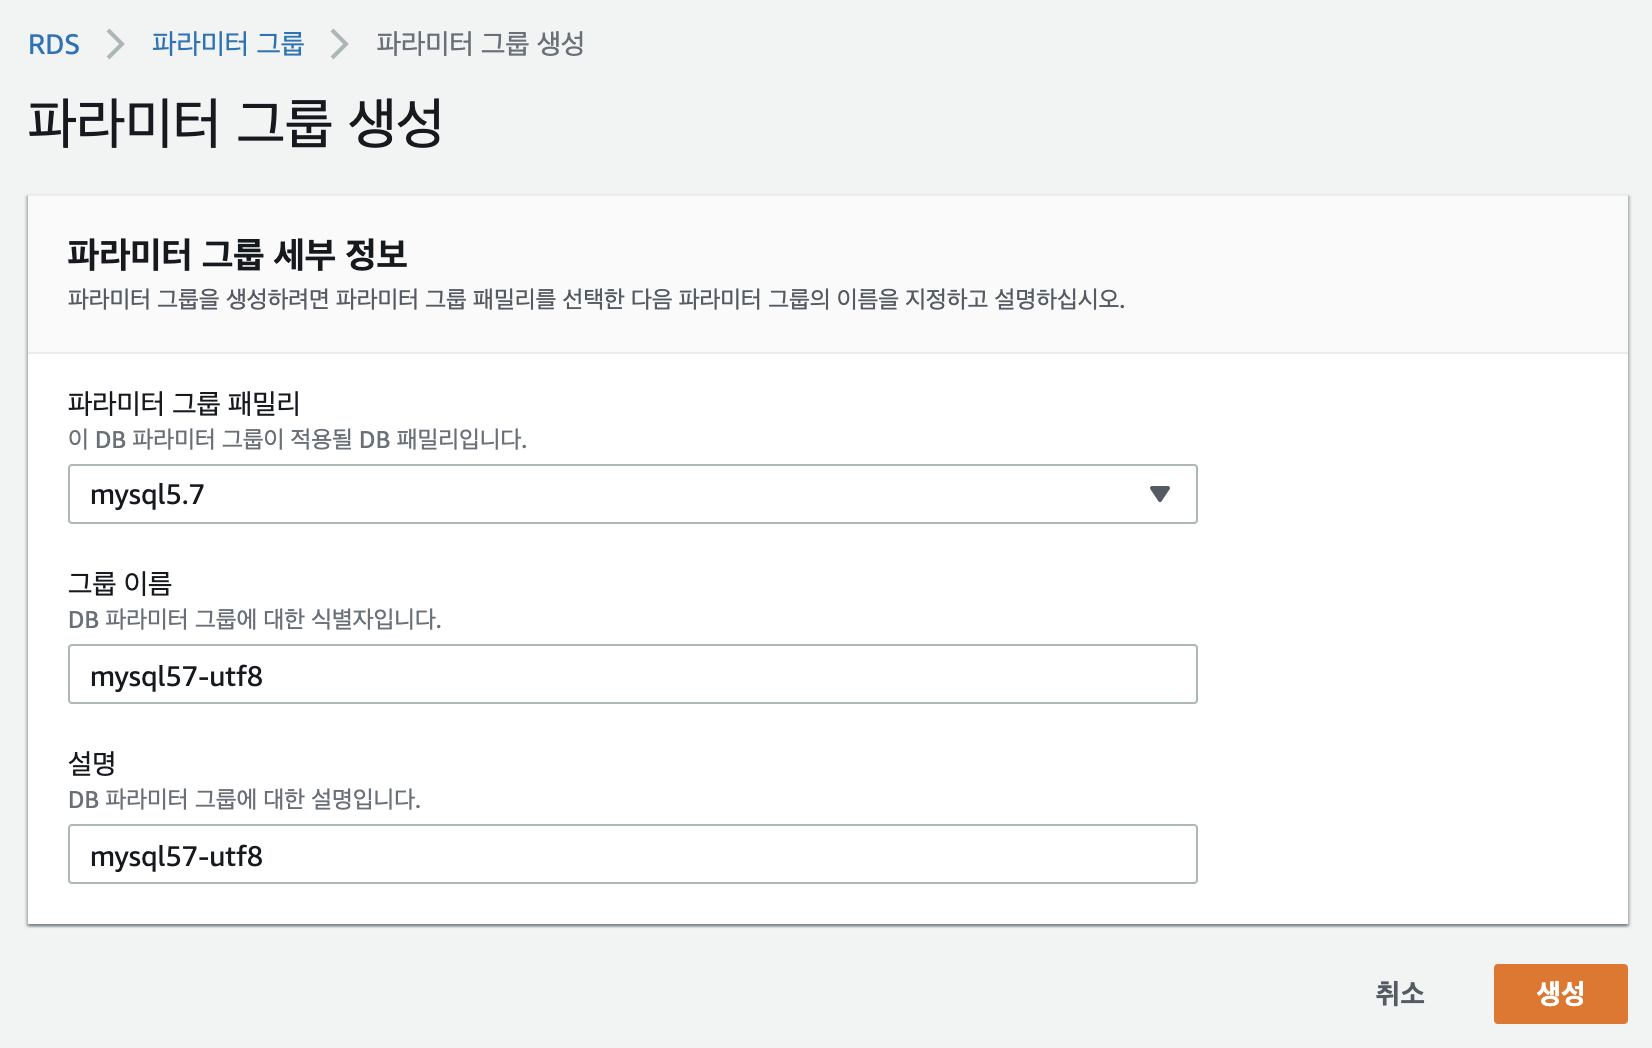 RDS 파라미터 그룹 파라미터 그룹 생성
파라미터 그룹 생성
파라미터 그룹 세부 정보
파라미터 그룹을 생성하려면 파라미터 그룹 패밀리를 선택한 다음 파라미터 그룹의 이름을 지정하고 설명하십시오.
파라미터 그룹 패밀리
이 DB 파라미터 그룹이 적용될 DB 패밀리입니다.
mysql5.7
그룹 이름
DB 파라미터 그룹에 대한 식별자입니다.
mysql57-utf8
설명
DB 파라미터 그룹에 대한 설명입니다.
mysql57-utf8
취소 생성